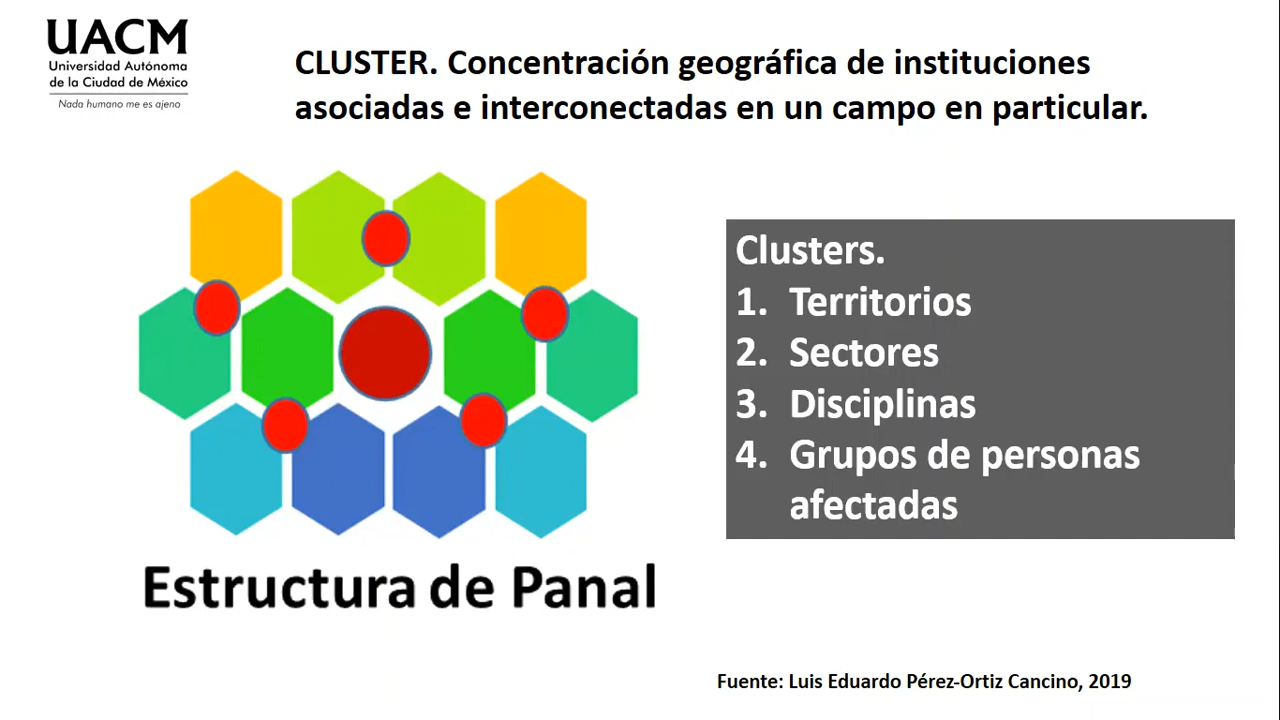 UACM
Universidad Autónoma
de la Ciudad de México
Nada humano me es ajeno
CLUSTER. Concentración geográfica de instituciones
asociadas e interconectadas en un campo en particular.
Clusters.
1. Territorios
2. Sectores
3. Disciplinas
4. Grupos de personas
afectadas
Estructura de Panal
Fuente: Luis Eduardo Pérez-Ortiz Cancino, 2019